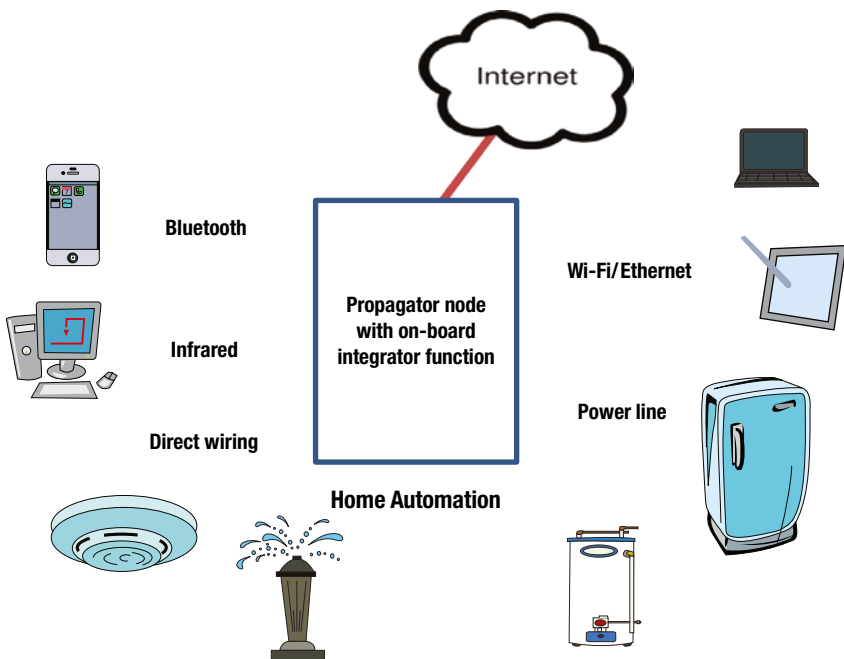 Internet
Bluetooth
Wi-Fi/Ethernet
Propagator node
with on-board
integrator function
Infrared
Power line
Direct wiring
Home Automation